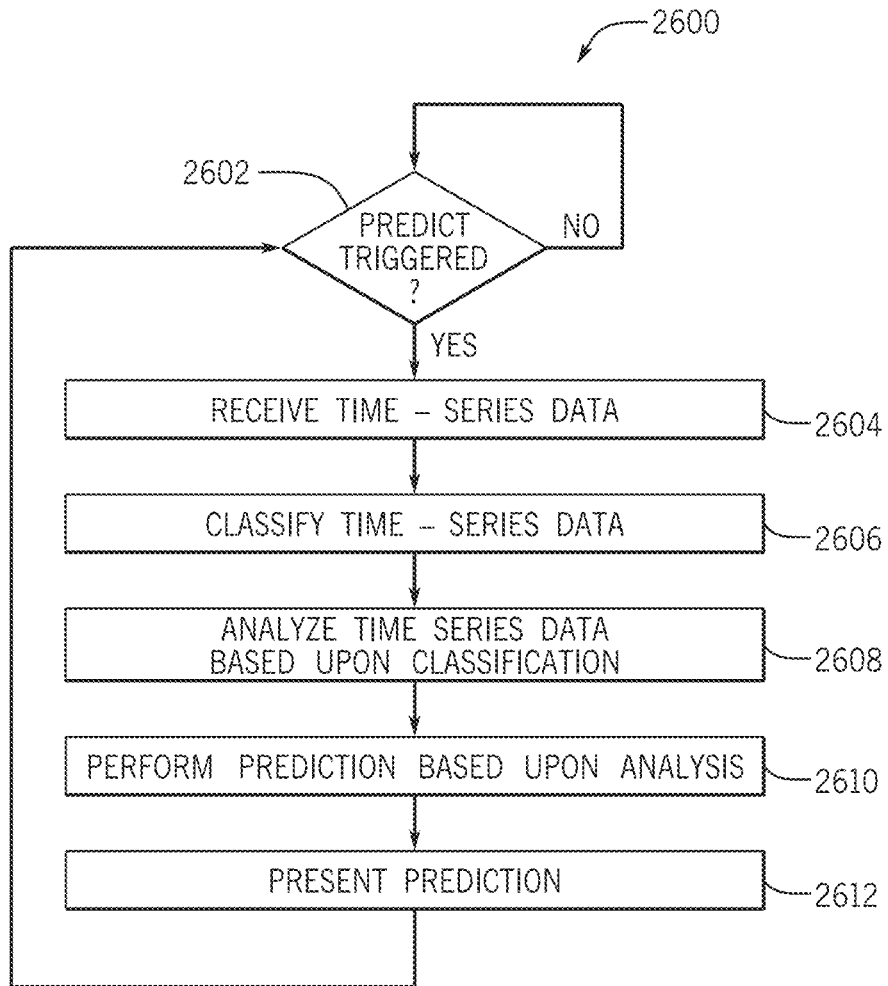 2600
2602
PREDICT
TRIGGERED
?
NO
YES
RECEIVE TIME – SERIES DATA
2604
CLASSIFY TIME – SERIES DATA
2606
ANALYZE TIME SERIES DATA
BASED UPON CLASSIFICATION
2608
PERFORM PREDICTION BASED UPON ANALYSIS
2610
PRESENT PREDICTION
2612